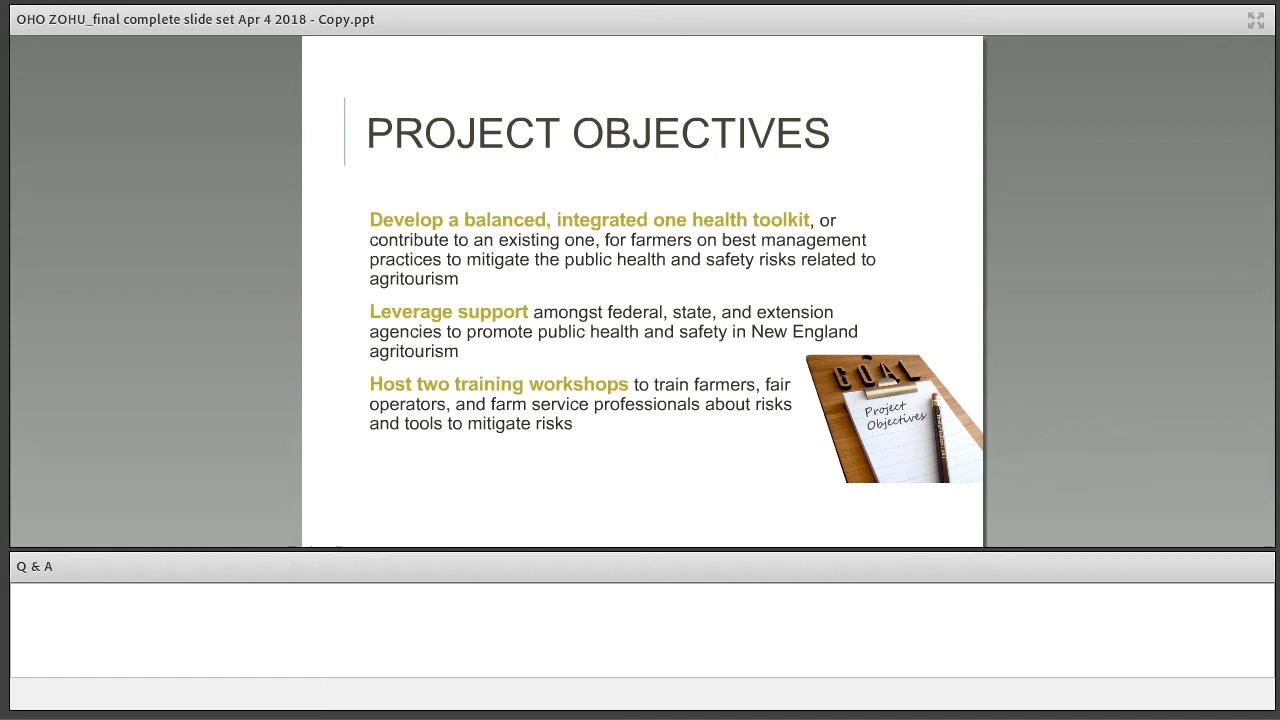 OHO ZOHU_final complete slide set Apr 4 2018 - Copy.ppt
PROJECT OBJECTIVES
Develop a balanced, integrated one health toolkit, or
contribute to an existing one, for farmers on best management
practices to mitigate the public health and safety risks related to
agritourism
Leverage support amongst federal, state, and extension
agencies to promote public health and safety in New England
agritourism
Host two training workshops to train farmers, fair
operators, and farm service professionals about risks
and tools to mitigate risks
GOAL
Project
Objectives
Q & A